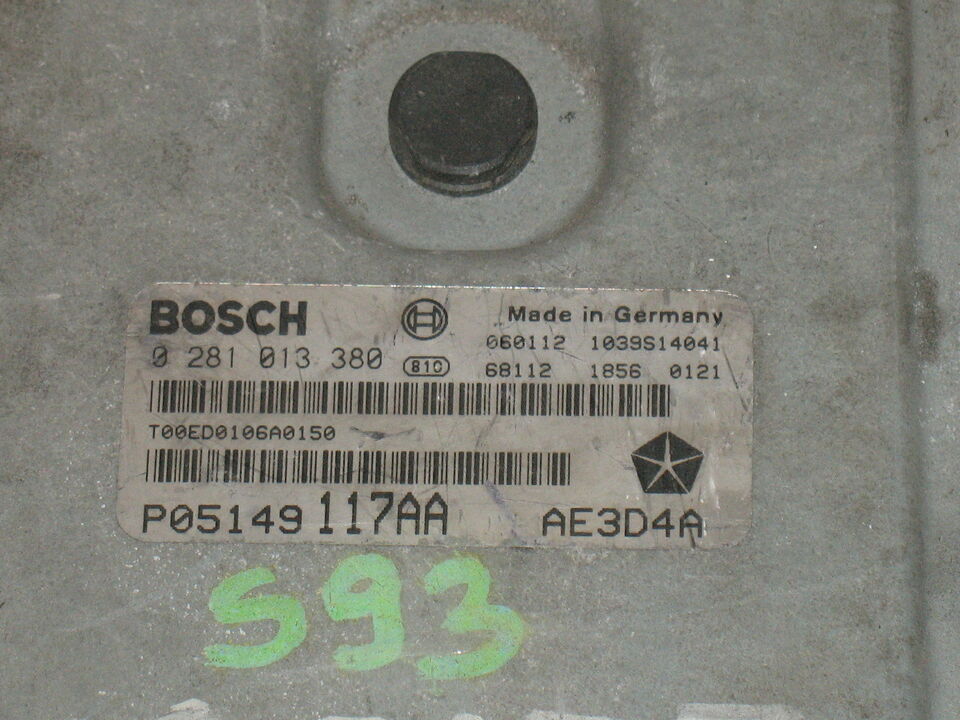 BOSCH
Made in Germany
060112 1039S14041
0 281 013 380 810
68112 1856 0121
T00ED0106A0150
P05149117AA AE3D4A
S93